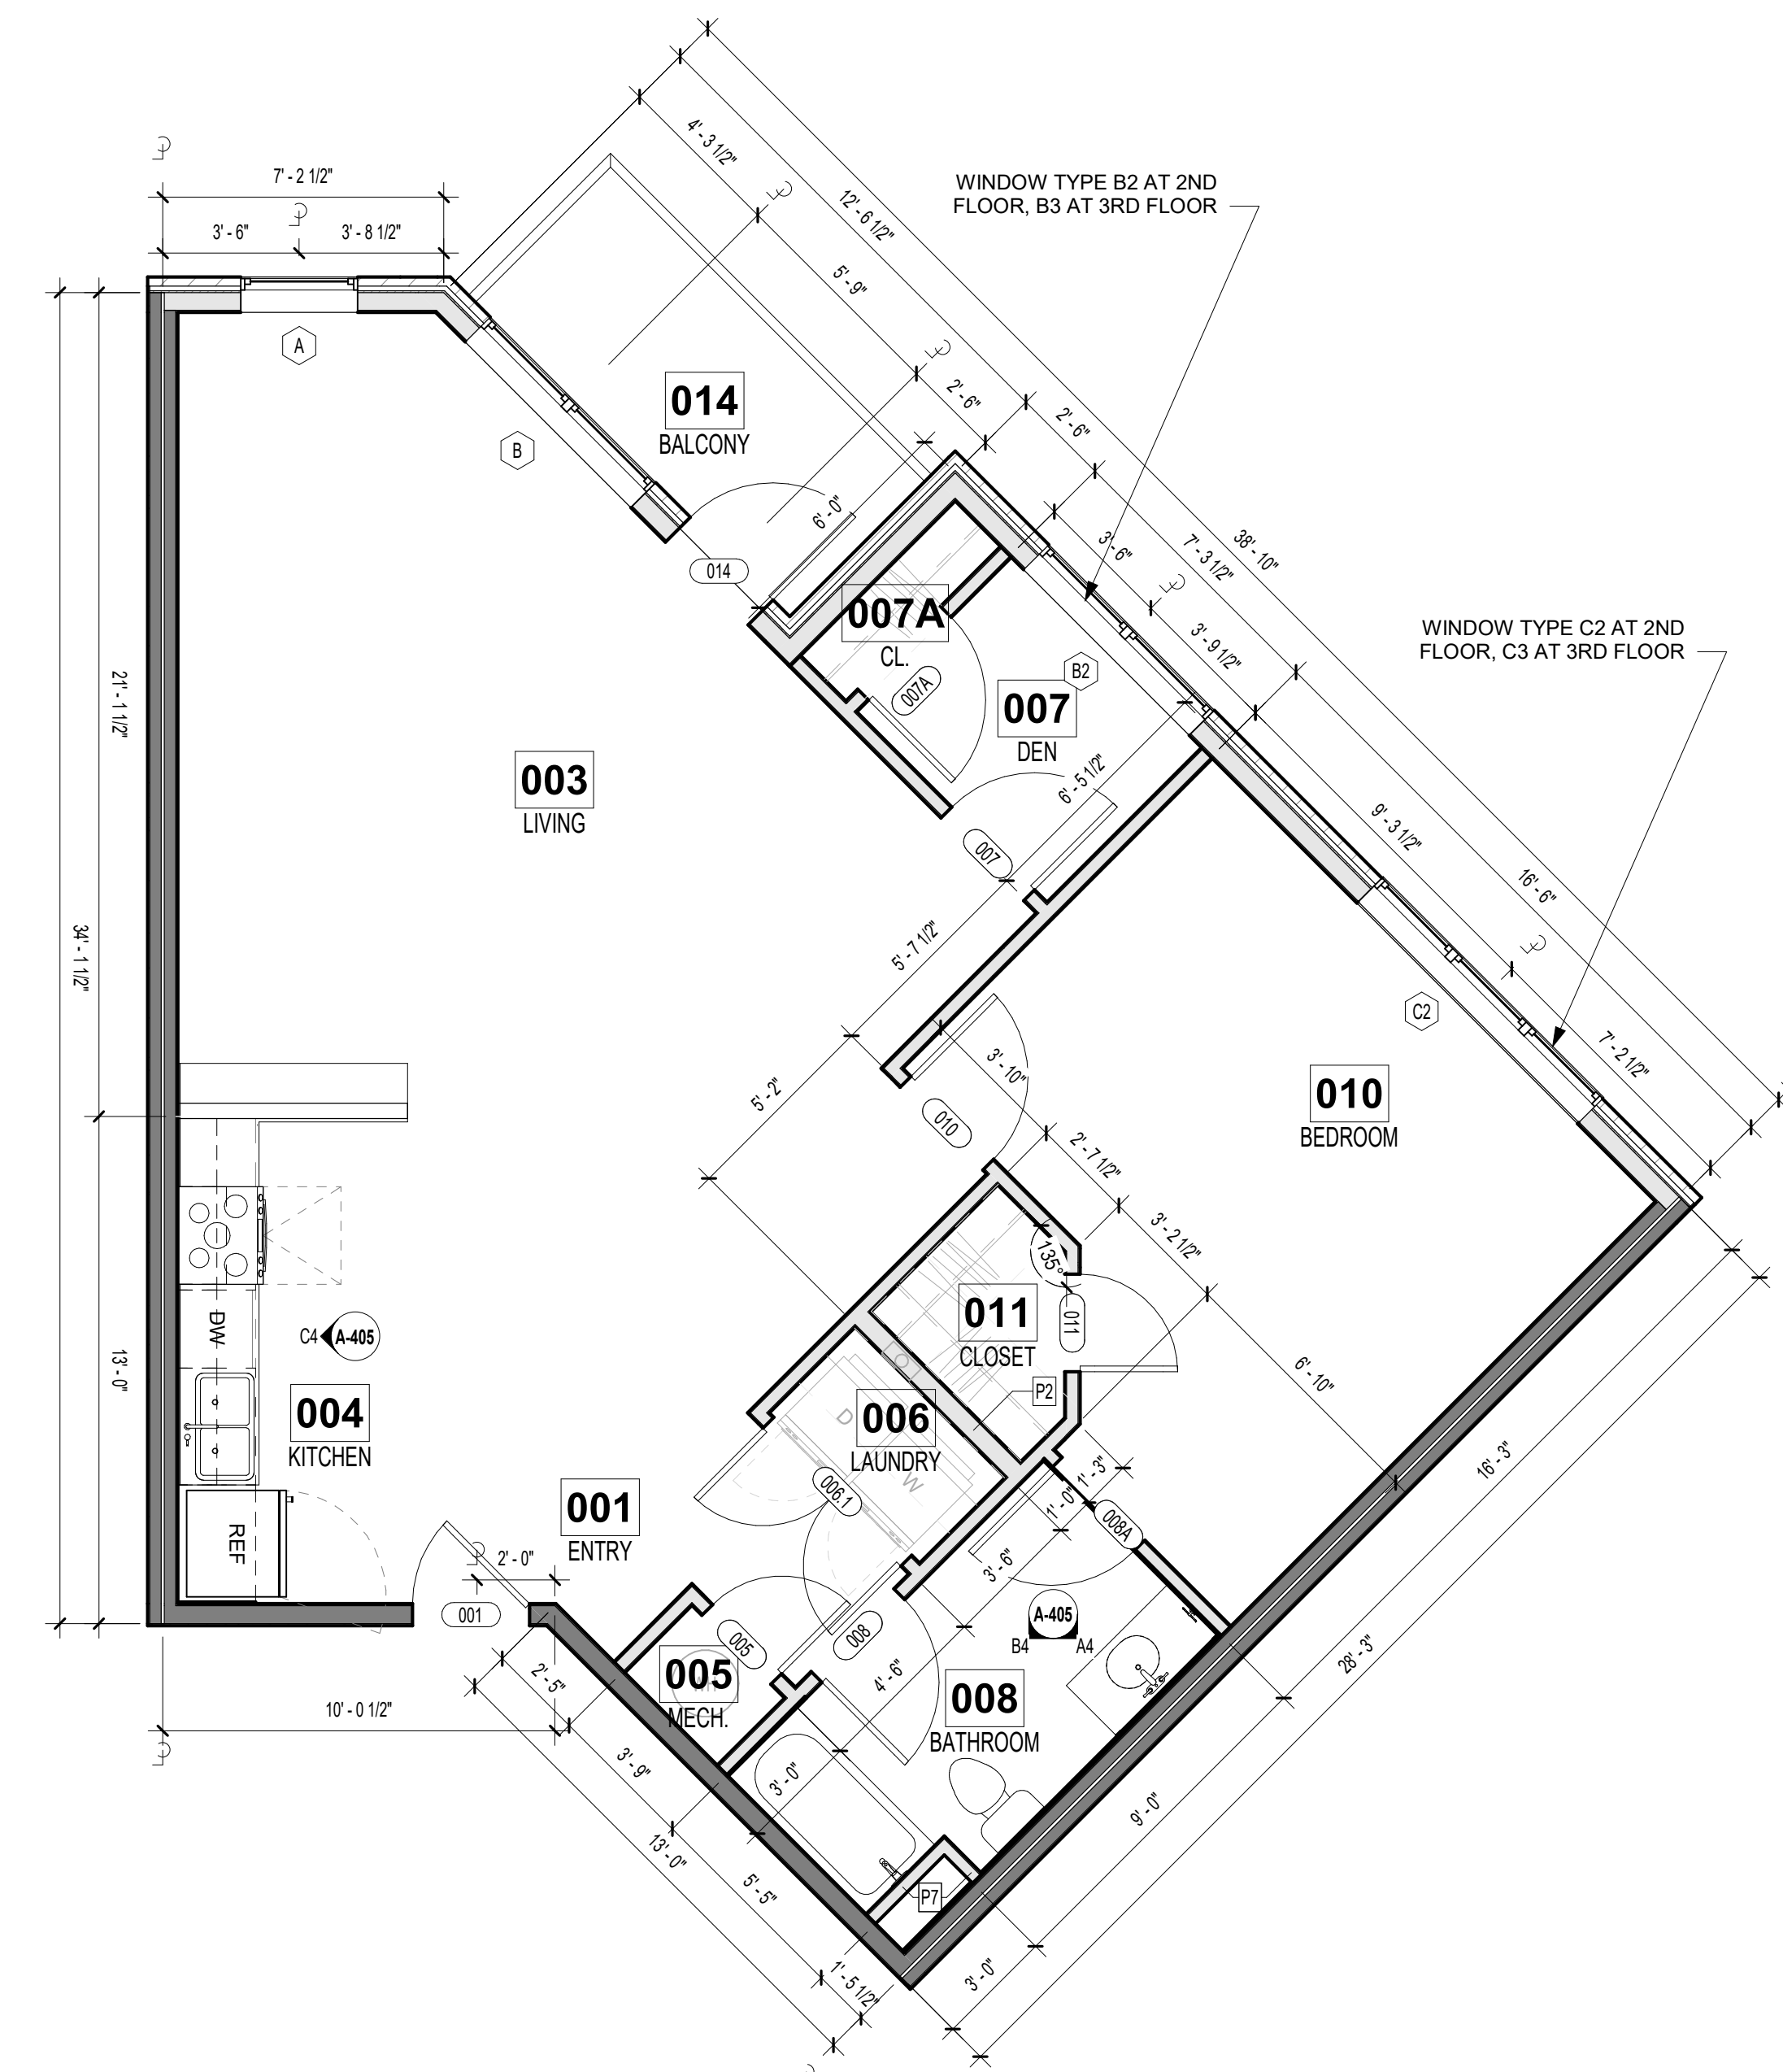 4' - 3 1/2"
7' - 2 1/2"
3' - 6"
3' - 8 1/2"
12' - 6 1/2"
WINDOW TYPE B2 AT 2ND
FLOOR, B3 AT 3RD FLOOR
5' - 9"
A
2' - 6"
2' - 6"
014
BALCONY
B
6' - 0"
38' - 10"
7' - 3 1/2"
3' - 6"
014
007A
CL.
007A
B2
3' - 9 1/2"
WINDOW TYPE C2 AT 2ND
FLOOR, C3 AT 3RD FLOOR
007
DEN
21' - 1 1/2"
003
LIVING
6' - 5 1/2"
9' - 3 1/2"
007
16' - 6"
5' - 7 1/2"
34' - 1 1/2"
C2
7' - 2 1/2"
3' - 10"
5' - 2"
010
010
BEDROOM
2' - 7 1/2"
3' - 2 1/2"
135°
011
CLOSET
011
DW
C4
A-405
13' - 0"
6' - 10"
P2
004
KITCHEN
D
006
LAUNDRY
W
006.1
16' - 3"
1' - 3"
1' - 0"
008A
001
ENTRY
REF
2' - 0"
3' - 6"
001
A-405
B4
A4
005
008
005
MECH.
2' - 5"
4' - 6"
28' - 3"
008
BATHROOM
10' - 0 1/2"
3' - 9"
3' - 0"
9' - 0"
13' - 0"
5' - 5"
P7
1' - 5 1/2"
3' - 0"